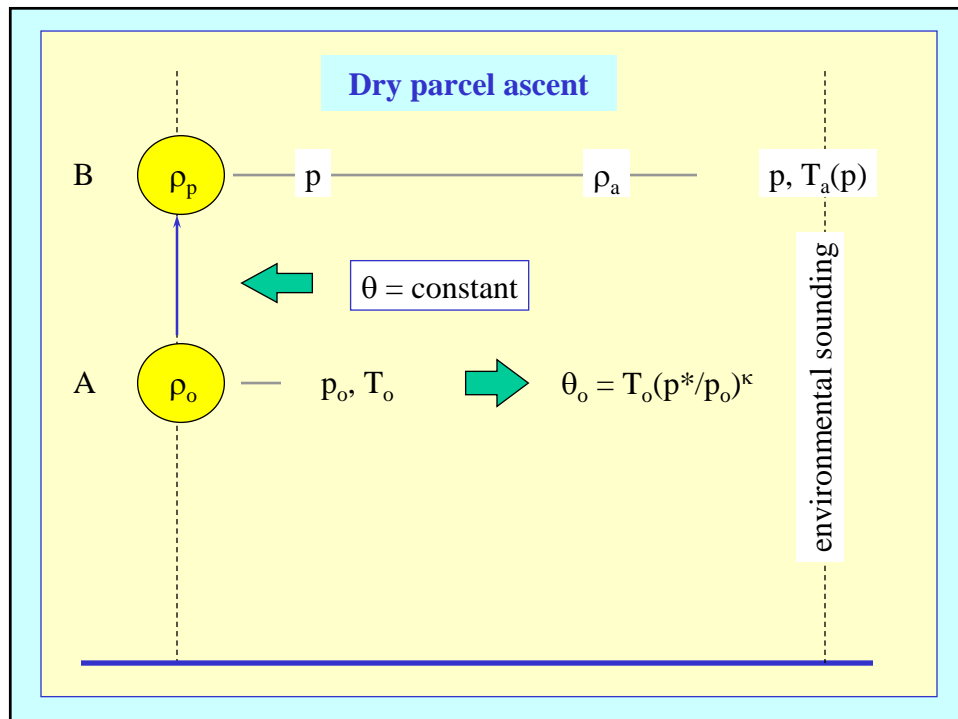 Dry parcel ascent
B ρₚ p ρₐ p, Tₐ(p)
θ = constant
environmental sounding
A ρₒ pₒ, Tₒ θₒ = Tₒ(p*/pₒ)^κ